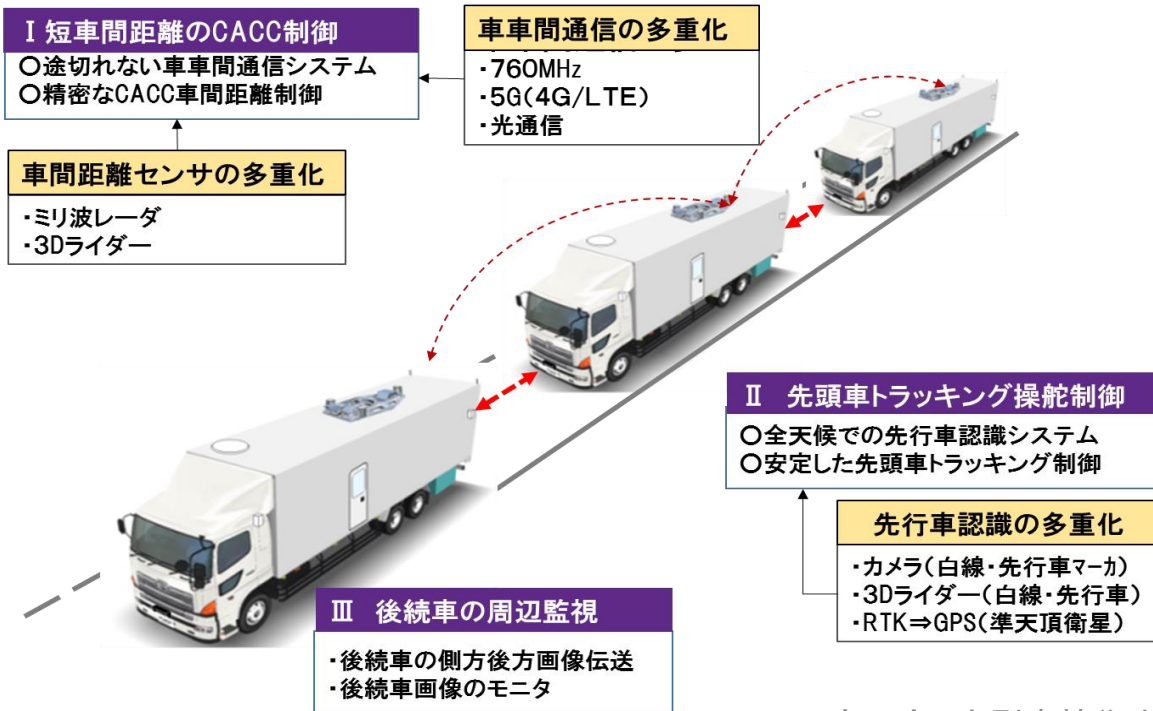 Ⅰ 短車間距離のCACC制御
○途切れない車車間通信システム
○精密なCACC車間距離制御
車車間通信の多重化
・760MHz
・5G(4G/LTE)
・光通信
車間距離センサの多重化
・ミリ波レーダ
・3Dライダー
Ⅱ 先頭車トラッキング操舵制御
○全天候での先行車認識システム
○安定した先頭車トラッキング制御
先行車認識の多重化
・カメラ(白線・先行車マーカ)
・3Dライダー(白線・先行車)
・RTK⇒GPS(準天頂衛星)
Ⅲ 後続車の周辺監視
・後続車の側方後方画像伝送
・後続車画像のモニタ